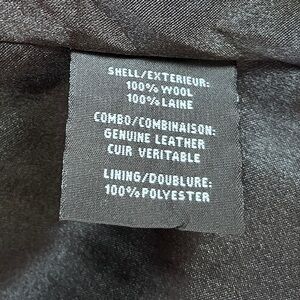 SHELL/EXTERIEUR:
100% WOOL
100% LAINE
COMBO/COMBINAISON:
GENUINE LEATHER
CUIR VERITABLE
LINING/DOUBLURE:
100% POLYESTER